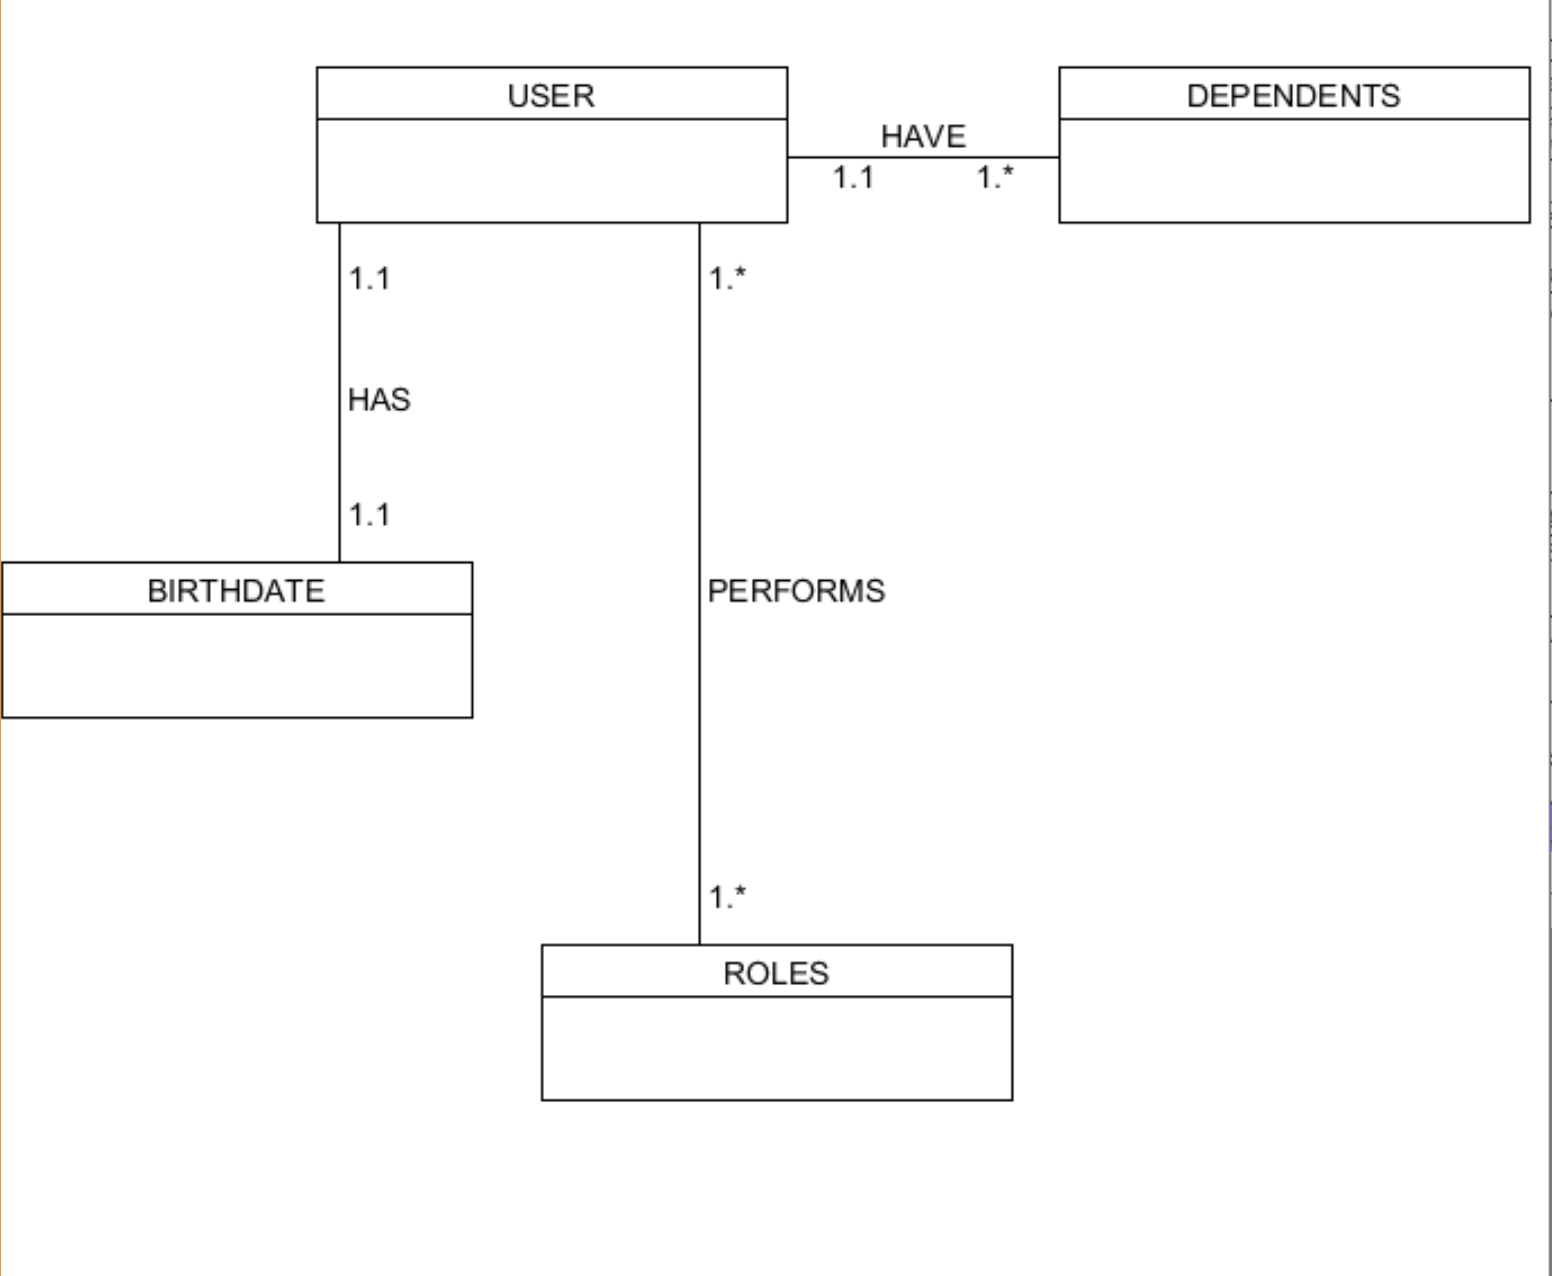 USER
DEPENDENTS
HAVE
1.1
1.*
1.1
1.*
HAS
1.1
BIRTHDATE
PERFORMS
1.*
ROLES